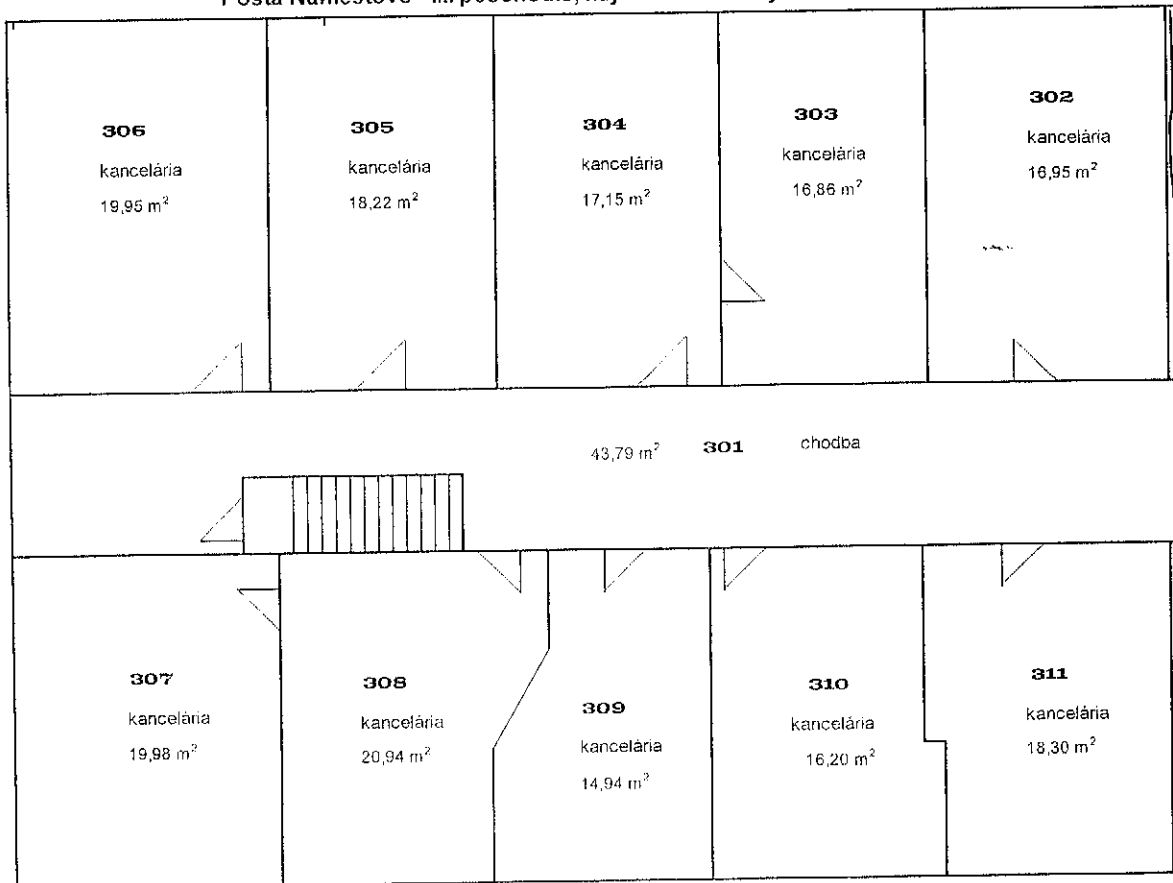 306
kancelária
19,95 m²
305
kancelária
18,22 m²
304
kancelária
17,15 m²
303
kancelária
16,86 m²
302
kancelária
16,95 m²
43,79 m² 301 chodba
307
kancelária
19,98 m²
308
kancelária
20,94 m²
309
kancelária
14,94 m²
310
kancelária
16,20 m²
311
kancelária
18,30 m²